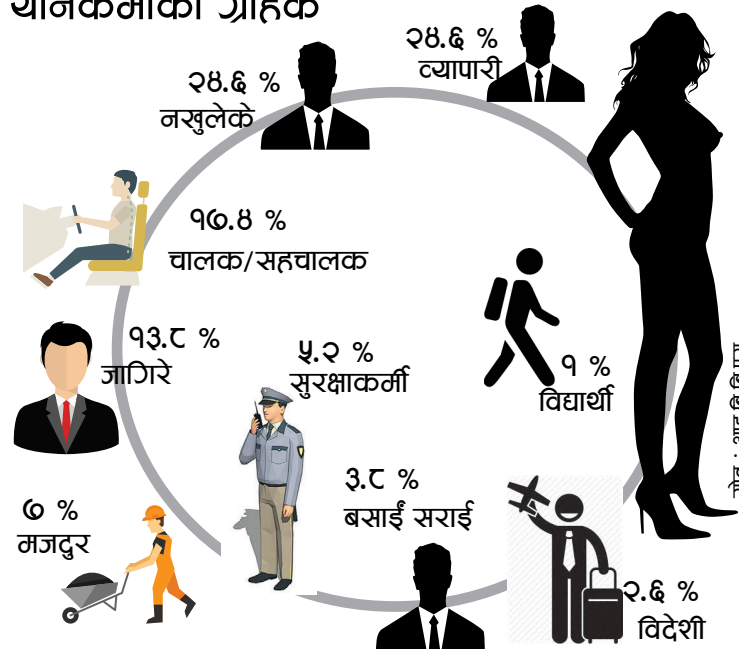 यौनकर्मीका ग्राहक
२४.६ %
व्यापारी
२४.६ %
नखुलेके
१७.४ %
चालक/सहचालक
१३.८ %
जागिरे
५.२ %
सुरक्षाकर्मी
१ %
विद्यार्थी
३.८ %
बसाईं सराई
७ %
मजदुर
२.६ %
विदेशी